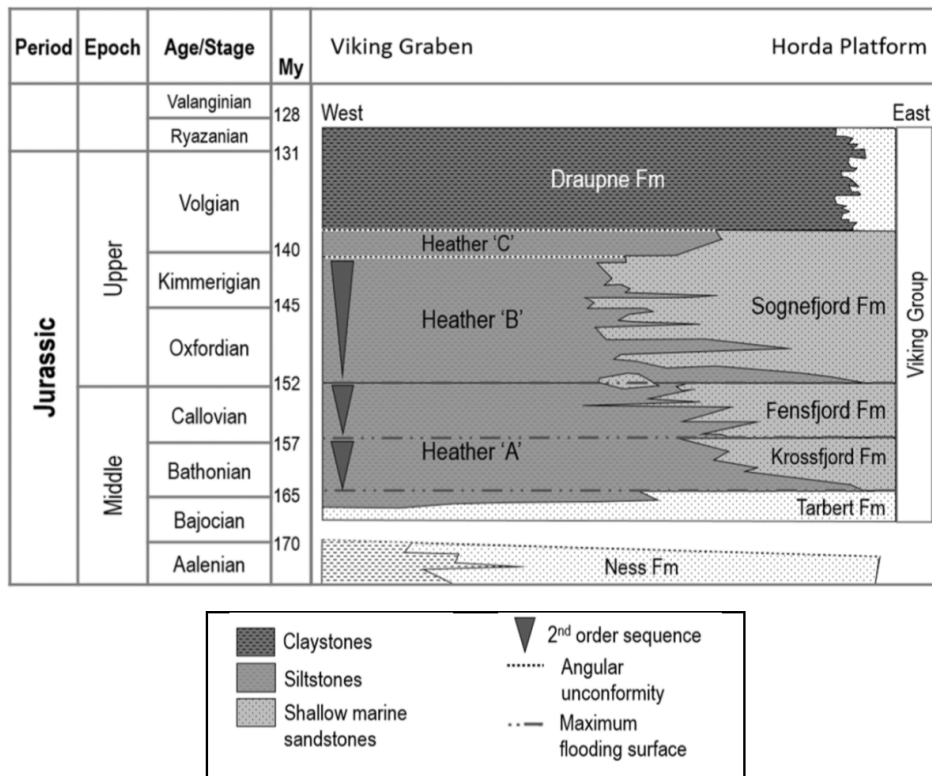 Period Epoch Age/Stage My Viking Graben Horda Platform
Valanginian
128 West East
Ryazanian
131
Draupne Fm
Volgian
Heather ‘C’
140
Kimmerigian
145
Upper
Sognefjord Fm
Heather ‘B’
Oxfordian
Viking Group
Jurassic
152
Callovian Fensfjord Fm
157
Heather ‘A’ Krossfjord Fm
Bathonian
Middle
165
Tarbert Fm
Bajocian
170
Aalenian Ness Fm
Claystones
Siltstones
Shallow marine
sandstones
2nd order sequence
Angular
unconformity
Maximum
flooding surface